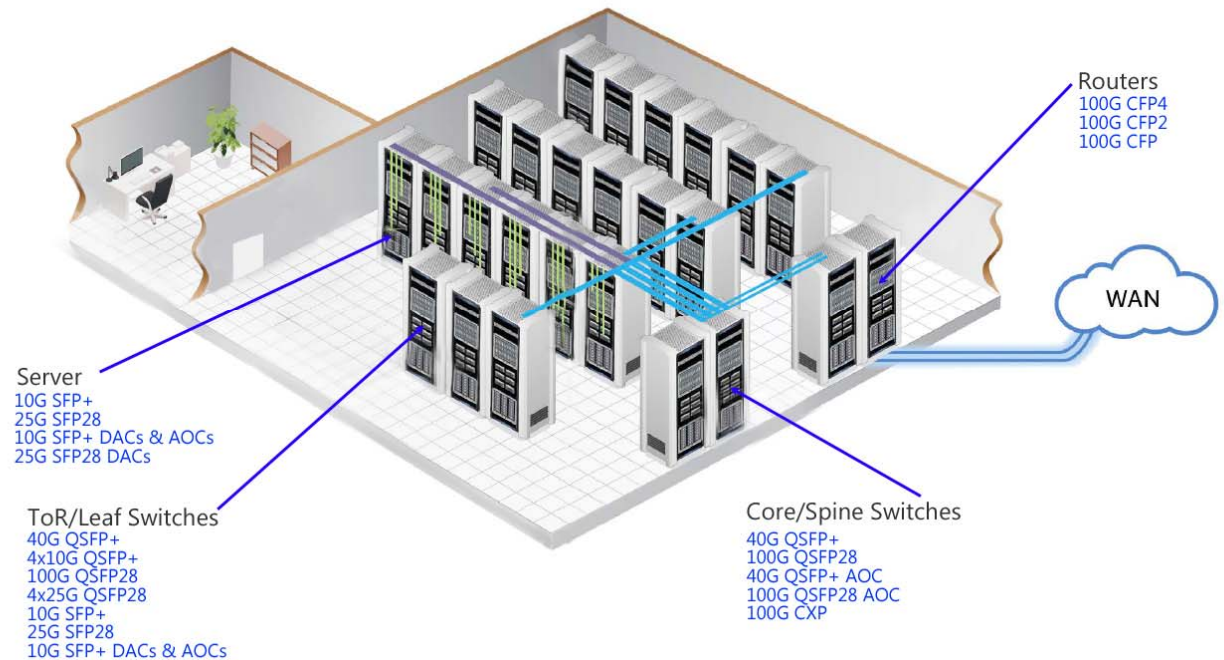 Routers
100G CFP4
100G CFP2
100G CFP
WAN
Server
10G SFP+
25G SFP28
10G SFP+ DACs & AOCs
25G SFP28 DACs
ToR/Leaf Switches
40G QSFP+
4x10G QSFP+
100G QSFP28
4x25G QSFP28
10G SFP+
25G SFP28
10G SFP+ DACs & AOCs
Core/Spine Switches
40G QSFP+
100G QSFP28
40G QSFP+ AOC
100G QSFP28 AOC
100G CXP